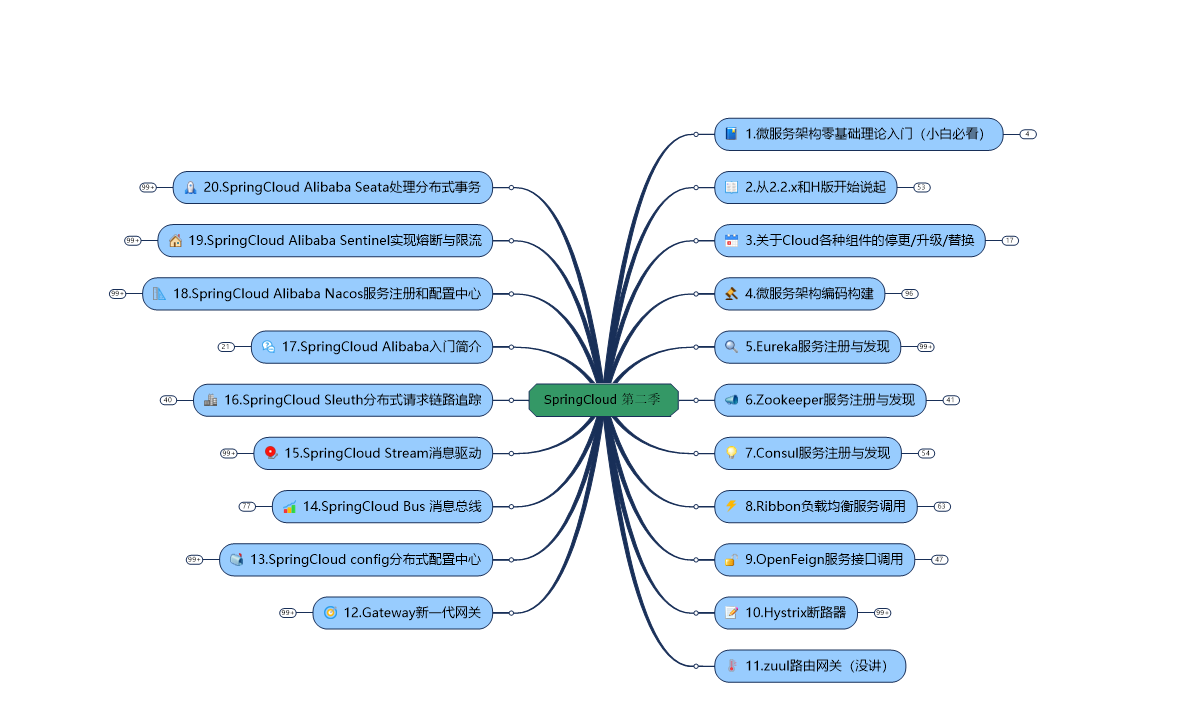 SpringCloud 第二季
1.微服务架构零基础理论入门（小白必看）
4
2.从2.2.x和H版开始说起
53
3.关于Cloud各种组件的停更/升级/替换
17
4.微服务架构编码构建
96
5.Eureka服务注册与发现
99+
6.Zookeeper服务注册与发现
41
7.Consul服务注册与发现
54
8.Ribbon负载均衡服务调用
63
9.OpenFeign服务接口调用
47
10.Hystrix断路器
99+
11.zuul路由网关（没讲）
12.Gateway新一代网关
99+
13.SpringCloud config分布式配置中心
99+
14.SpringCloud Bus 消息总线
77
15.SpringCloud Stream消息驱动
99+
16.SpringCloud Sleuth分布式请求链路追踪
40
17.SpringCloud Alibaba入门简介
21
18.SpringCloud Alibaba Nacos服务注册和配置中心
99+
19.SpringCloud Alibaba Sentinel实现熔断与限流
99+
20.SpringCloud Alibaba Seata处理分布式事务
99+